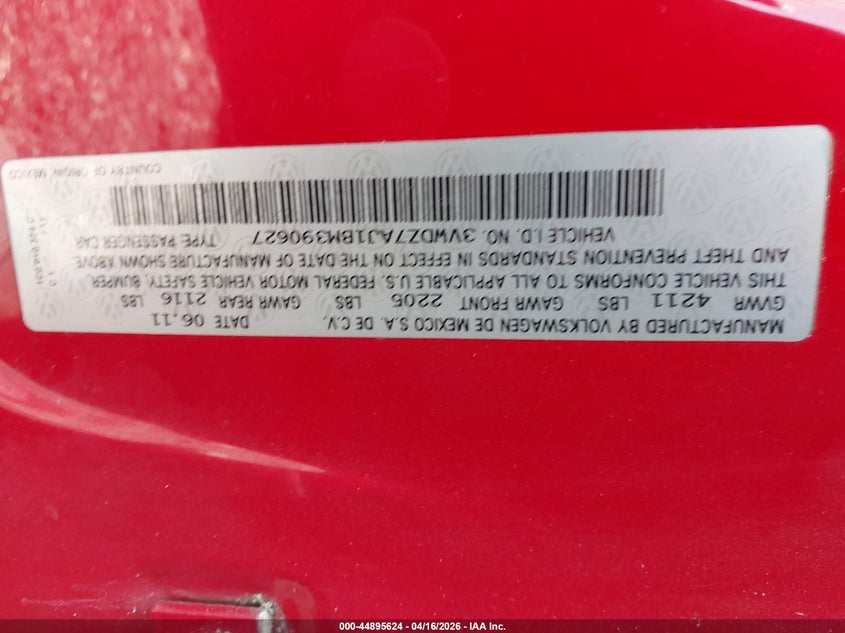 MANUFACTURED BY VOLKSWAGEN DE MEXICO S.A. DE C.V. DATE 06.11
GVWR 4211 LBS GAWR FRONT 2205 LBS GAWR REAR 2116 LBS
THIS VEHICLE CONFORMS TO ALL APPLICABLE U.S. FEDERAL MOTOR VEHICLE SAFETY, BUMPER
AND THEFT PREVENTION STANDARDS IN EFFECT ON THE DATE OF MANUFACTURE SHOWN ABOVE
VEHICLE I.D. NO. 3VWDZ7AJ1BM390627 TYPE: PASSENGER CAR
COUNTRY OF ORIGIN: MEXICO
000-44895624 | 04/16/2026 - IAA Inc.